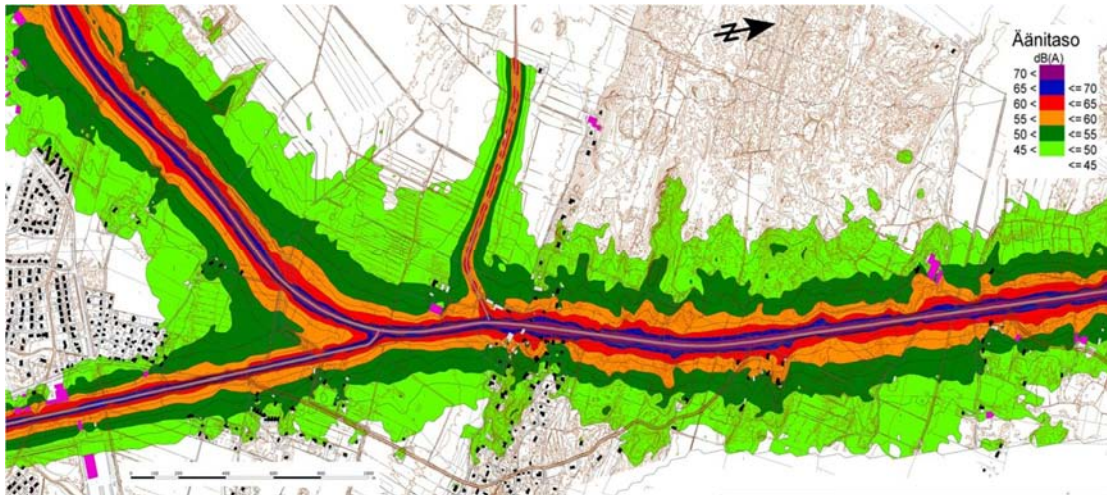 Z
Äänitaso
dB(A)
70 <
65 < <= 70
60 < <= 65
55 < <= 60
50 < <= 55
45 < <= 50
<= 45